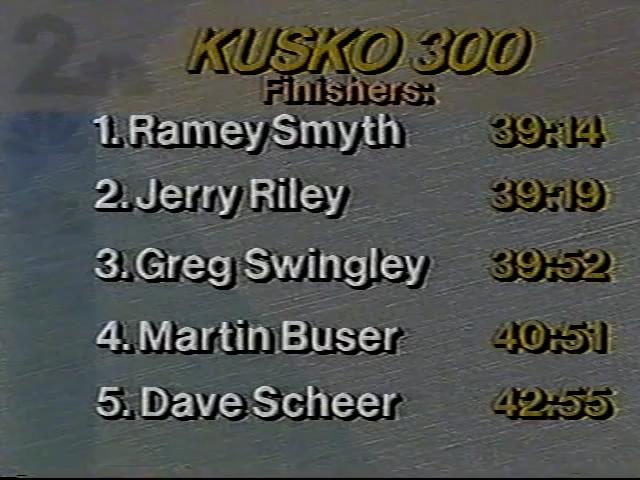 2
KUSKO 300
Finishers:
1. Ramey Smyth 39:14
2. Jerry Riley 39:19
3. Greg Swingley 39:52
4. Martin Buser 40:51
5. Dave Scheer 42:55